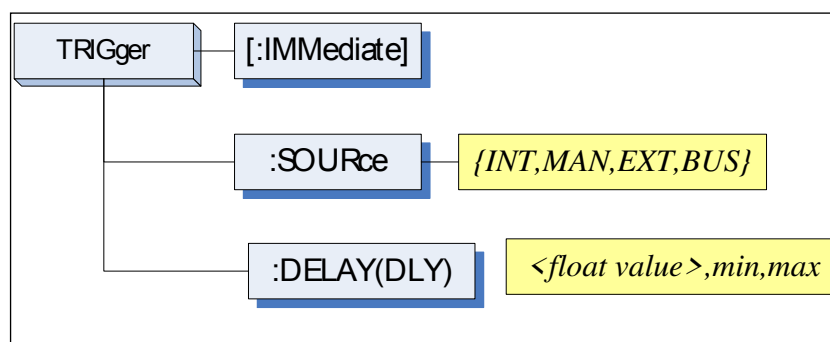 TRIGger
[:IMMediate]
:SOURce
{INT,MAN,EXT,BUS}
:DELAY(DLY)
<float value>,min,max